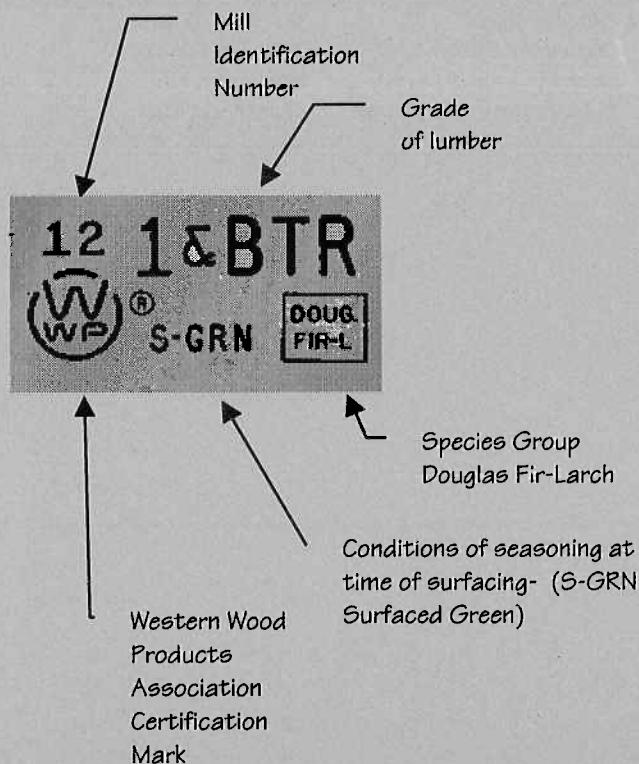 Mill
Identification
Number
Grade
of lumber
12 1 & BTR
WWP ®
S-GRN
DOUG.
FIR-L
Species Group
Douglas Fir-Larch
Conditions of seasoning at
time of surfacing- (S-GRN
Surfaced Green)
Western Wood
Products
Association
Certification
Mark